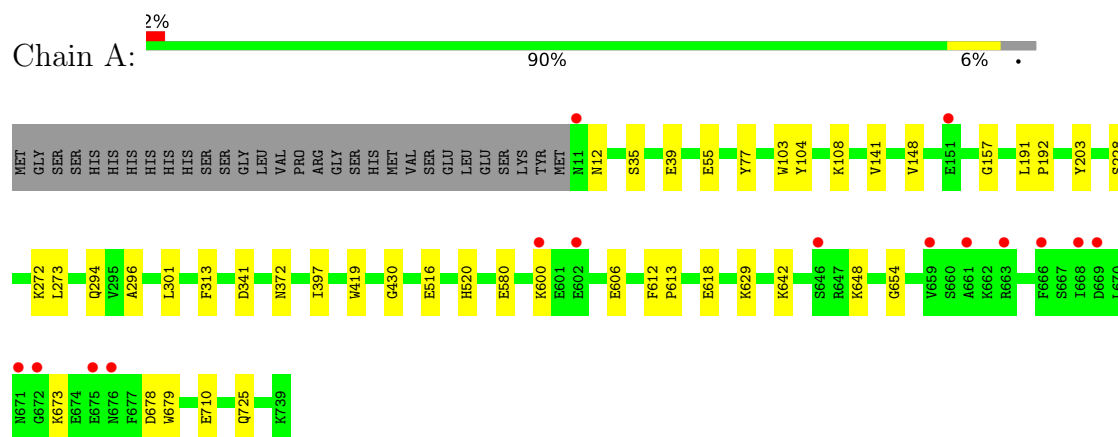 2%
Chain A:
90% 6% •
MET GLY SER SER HIS HIS HIS HIS HIS HIS SER SER GLY LEU VAL PRO ARG GLY SER HIS MET VAL SER GLU LEU GLU SER LYS TYR MET N11 N12 S35 E39 E55 Y77 W103 Y104 K108 V141 V148 E151 G157 L191 P192 Y203 S228
K272 L273 Q294 V295 A296 L301 F313 D341 N372 I397 W419 G430 E516 H520 E580 K600 E601 E602 E606 F612 P613 E618 K629 K642 S646 R647 K648 G654 V659 S660 A661 K662 R663 F666 S667 I668 D669 I670
N671 G672 K673 E674 E675 N676 F677 D678 W679 E710 Q725 K739